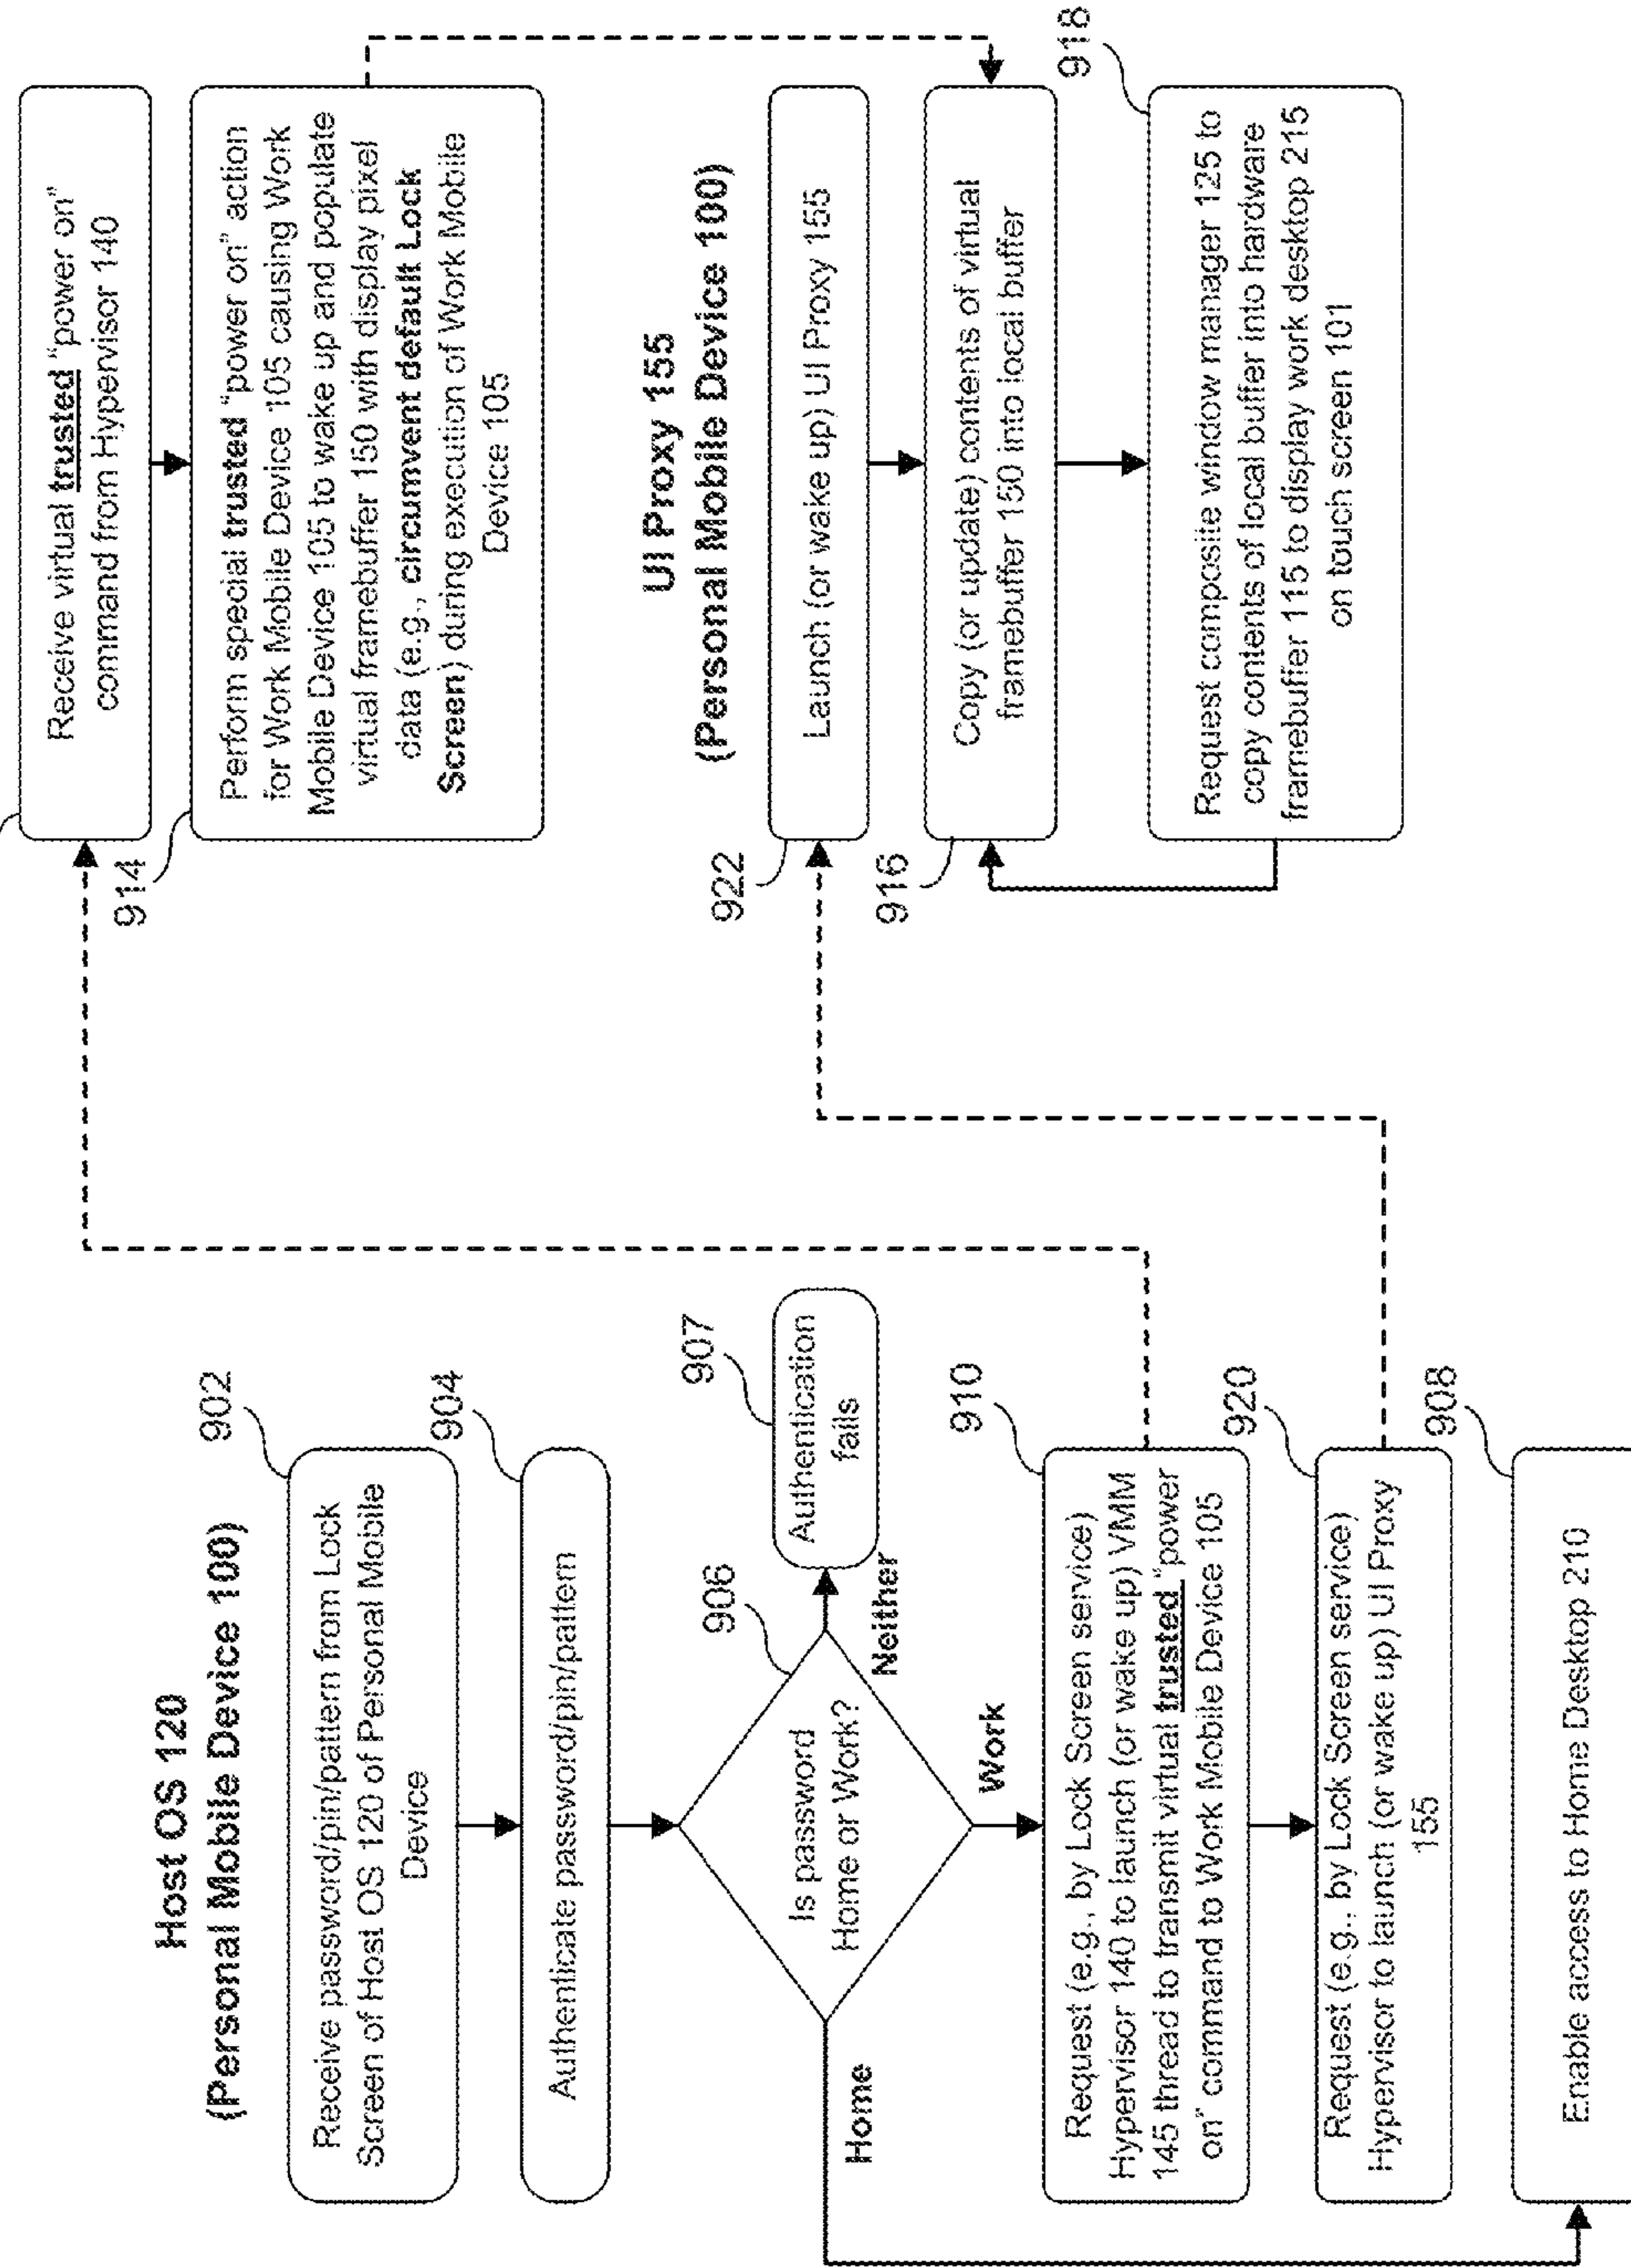 Host OS 120
(Personal Mobile Device 100)
902
Receive password/pin/pattern from Lock
Screen of Host OS 120 of Personal Mobile
Device
904
Authenticate password/pin/pattern
906
Is password
Home or Work?
907
Authentication
fails
Neither
Home
Work
910
Request (e.g., by Lock Screen service)
Hypervisor 140 to launch (or wake up) VMM
145 thread to transmit virtual trusted "power
on" command to Work Mobile Device 105
920
Request (e.g., by Lock Screen service)
Hypervisor to launch (or wake up) UI Proxy
155
908
Enable access to Home Desktop 210
Receive virtual trusted "power on"
command from Hypervisor 140
914
Perform special trusted "power on" action
for Work Mobile Device 105 causing Work
Mobile Device 105 to wake up and populate
virtual framebuffer 150 with display pixel
data (e.g., circumvent default Lock
Screen) during execution of Work Mobile
Device 105
UI Proxy 155
(Personal Mobile Device 100)
922
Launch (or wake up) UI Proxy 155
916
Copy (or update) contents of virtual
framebuffer 150 into local buffer
918
Request composite window manager 125 to
copy contents of local buffer into hardware
framebuffer 115 to display work desktop 215
on touch screen 101